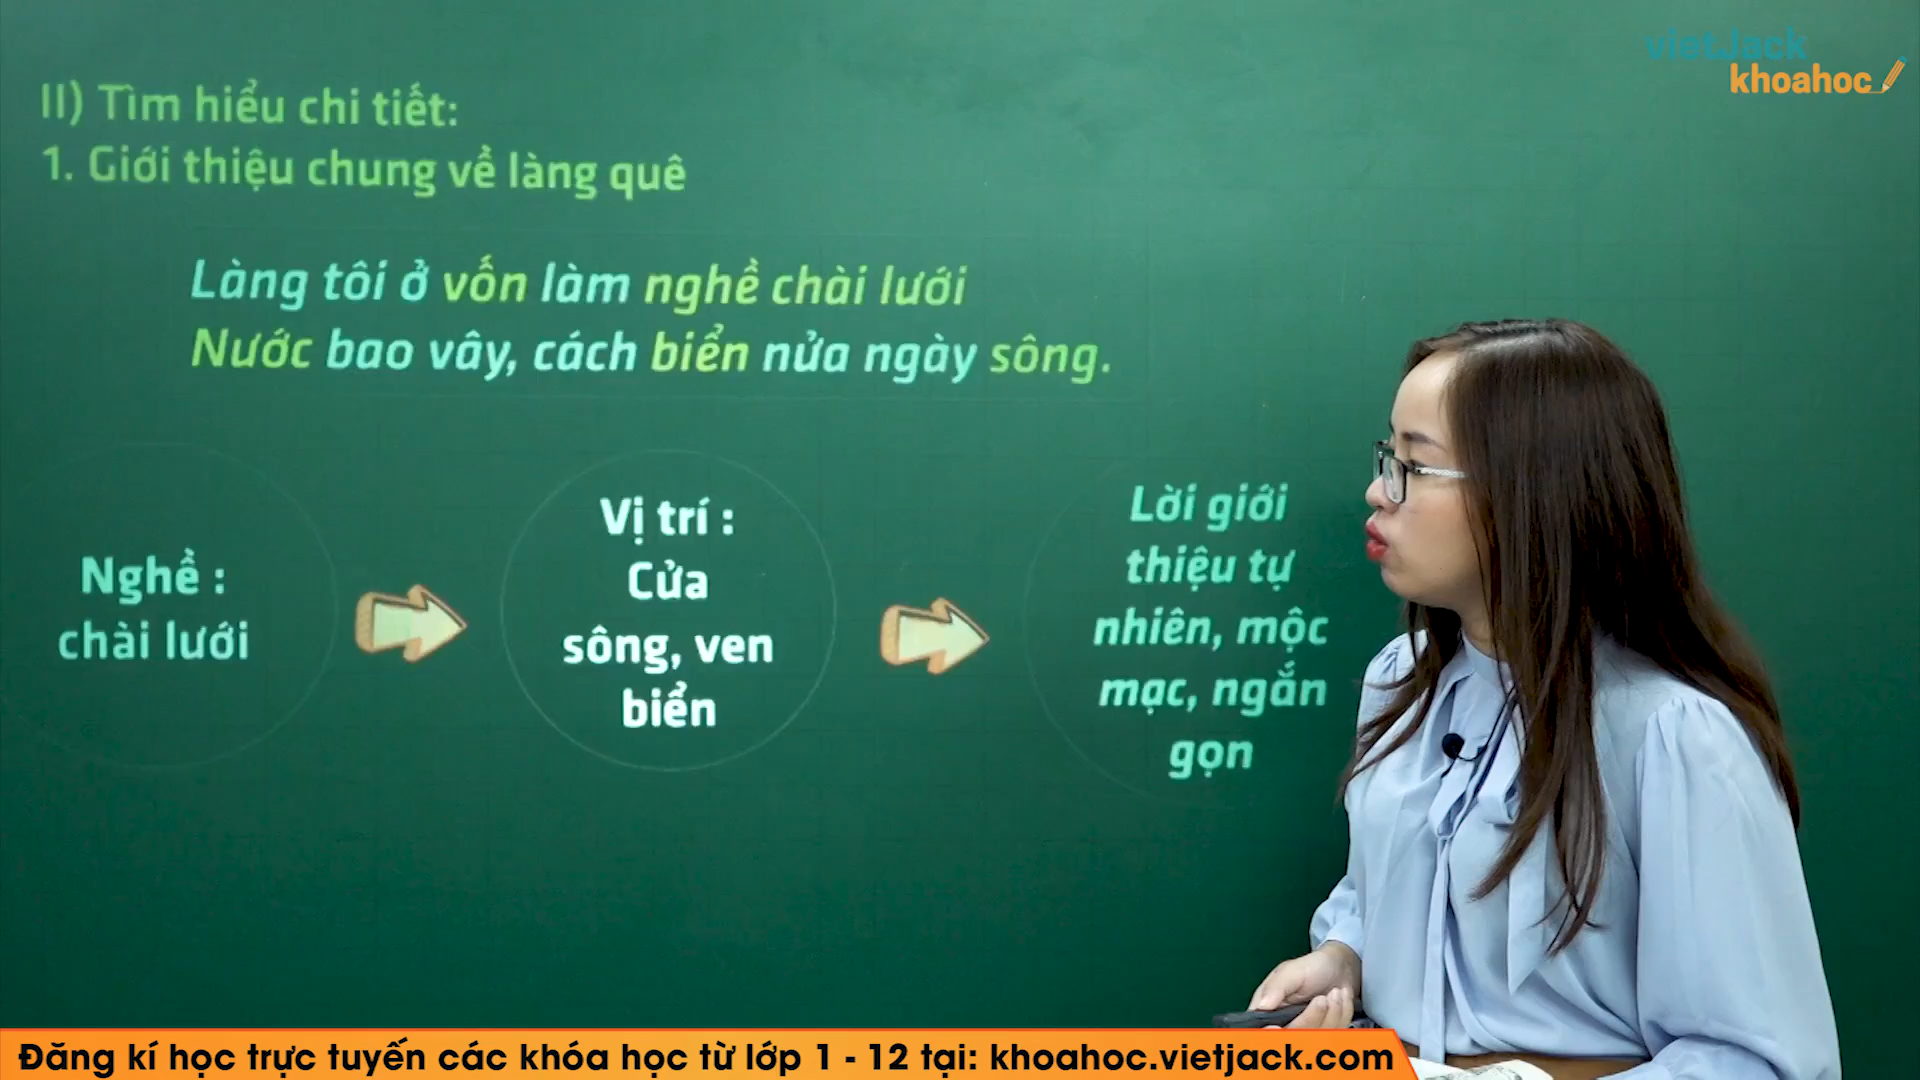 vietJack
khoahoc
II) Tìm hiểu chi tiết:
1. Giới thiệu chung về làng quê
Làng tôi ở vốn làm nghề chài lưới
Nước bao vây, cách biển nửa ngày sông.
Nghề :
chài lưới
Vị trí :
Cửa
sông, ven
biển
Lời giới
thiệu tự
nhiên, mộc
mạc, ngắn
gọn
Đăng kí học trực tuyến các khóa học từ lớp 1 - 12 tại: khoahoc.vietjack.com